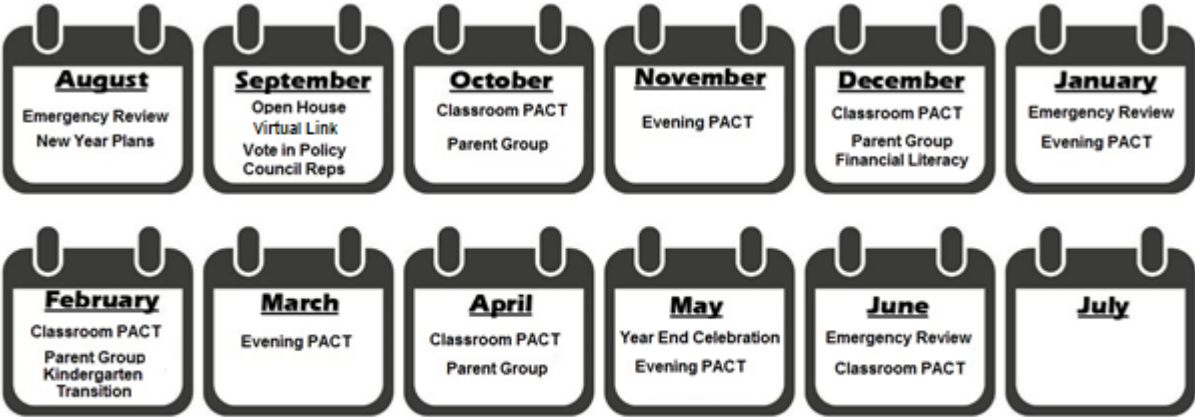 August
Emergency Review
New Year Plans
September
Open House
Virtual Link
Vote in Policy
Council Reps
October
Classroom PACT
Parent Group
November
Evening PACT
December
Classroom PACT
Parent Group
Financial Literacy
January
Emergency Review
Evening PACT
February
Classroom PACT
Parent Group
Kindergarten
Transition
March
Evening PACT
April
Classroom PACT
Parent Group
May
Year End Celebration
Evening PACT
June
Emergency Review
Classroom PACT
July